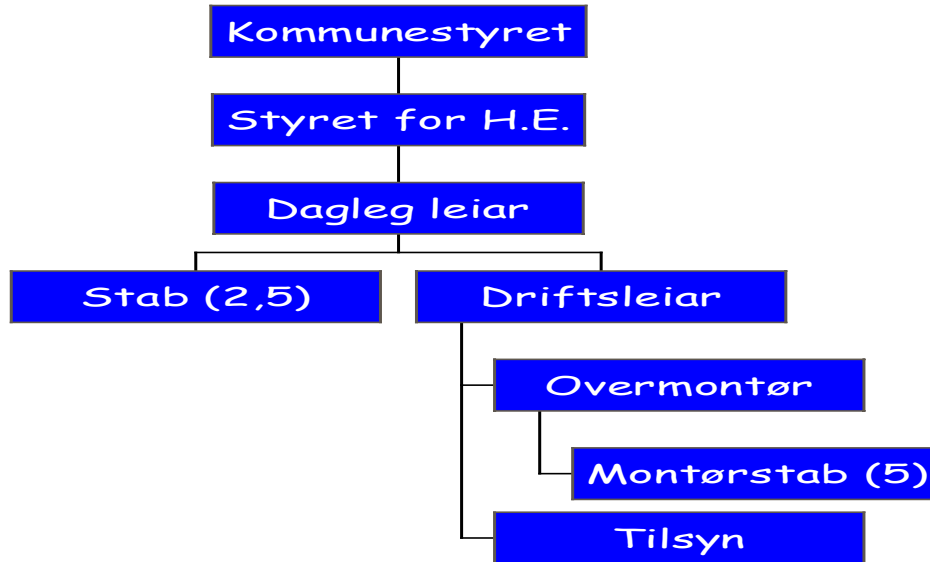 Kommunestyret
Styret for H.E.
Dagleg leiar
Stab (2,5)
Driftsleiar
Overmontør
Montørstab (5)
Tilsyn